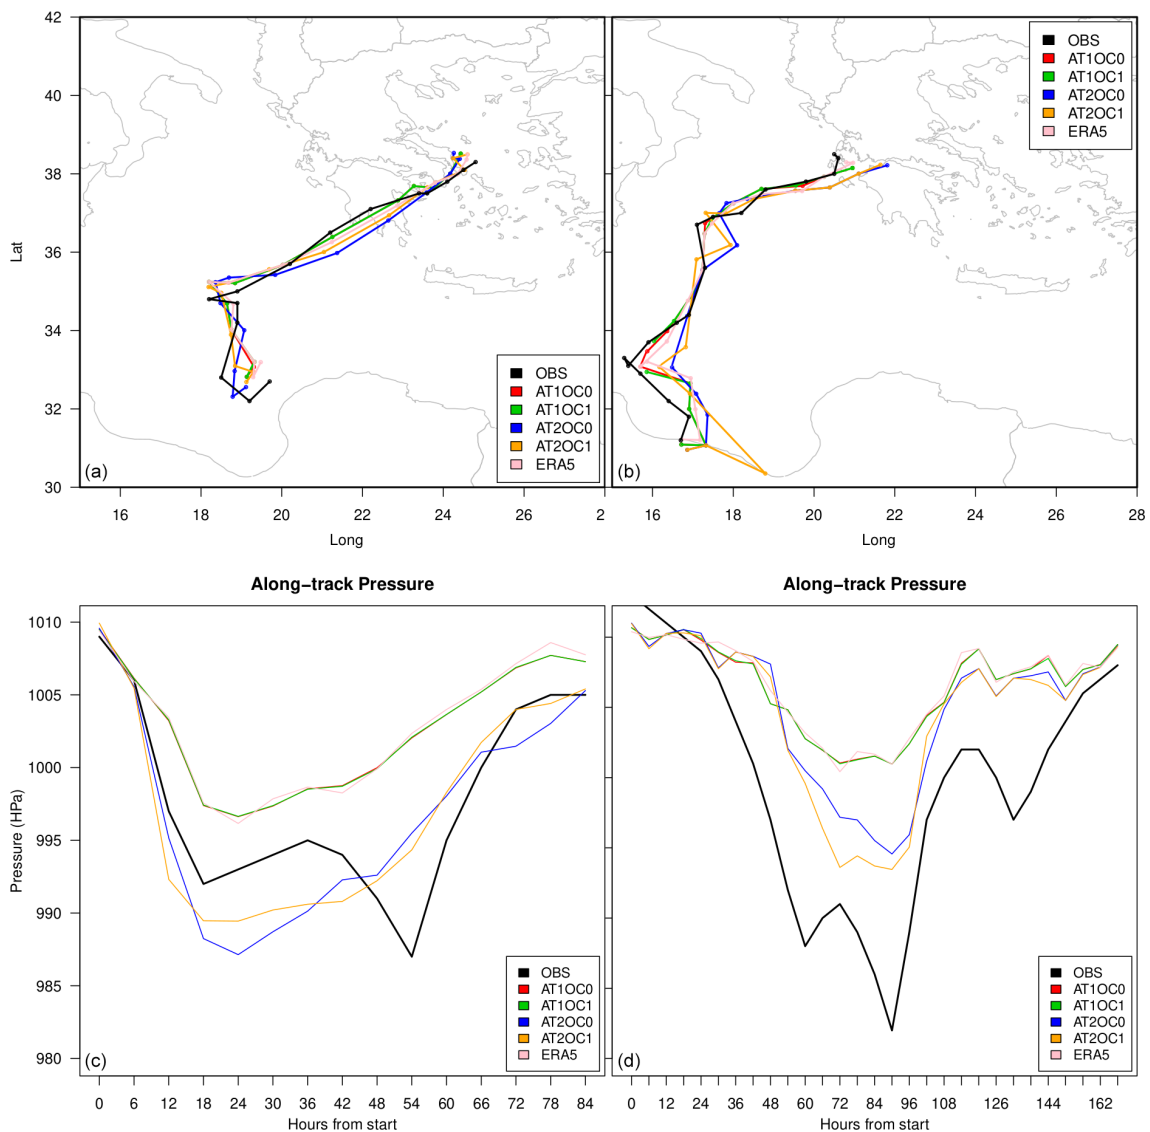 42
40
38
36
34
32
30
Lat
OBS
AT1OC0
AT1OC1
AT2OC0
AT2OC1
ERA5
(a)
16 18 20 22 24 26 2
Long
OBS
AT1OC0
AT1OC1
AT2OC0
AT2OC1
ERA5
(b)
16 18 20 22 24 26 28
Long
Along−track Pressure
1010
1005
1000
995
990
985
980
Pressure (HPa)
OBS
AT1OC0
AT1OC1
AT2OC0
AT2OC1
ERA5
(c)
0 6 12 18 24 30 36 42 48 54 60 66 72 78 84
Hours from start
Along−track Pressure
OBS
AT1OC0
AT1OC1
AT2OC0
AT2OC1
ERA5
(d)
0 12 24 36 48 60 72 84 96 108 126 144 162
Hours from start